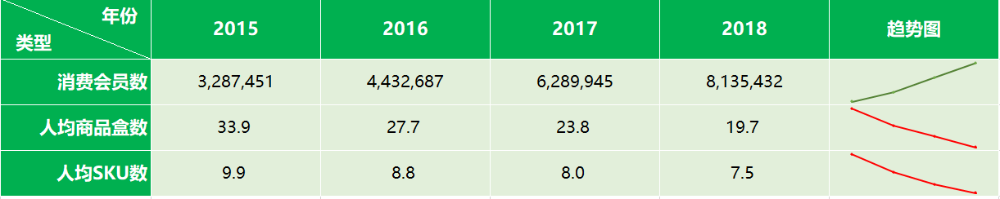 年份
类型
2015 2016 2017 2018 趋势图
消费会员数 3,287,451 4,432,687 6,289,945 8,135,432
人均商品盒数 33.9 27.7 23.8 19.7
人均SKU数 9.9 8.8 8.0 7.5